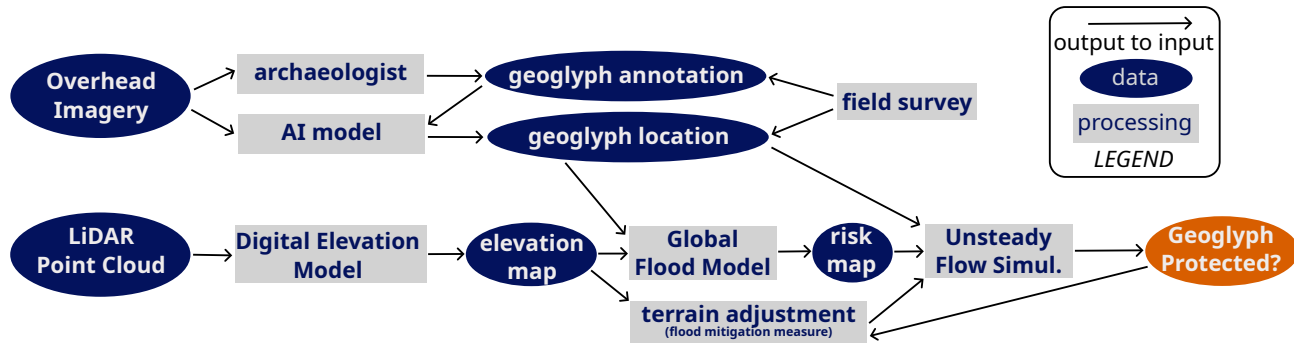 Overhead
Imagery
archaeologist
AI model
geoglyph annotation
geoglyph location
field survey
output to input
data
processing
LEGEND
LiDAR
Point Cloud
Digital Elevation
Model
elevation
map
Global
Flood Model
risk
map
Unsteady
Flow Simul.
Geoglyph
Protected?
terrain adjustment
(flood mitigation measure)